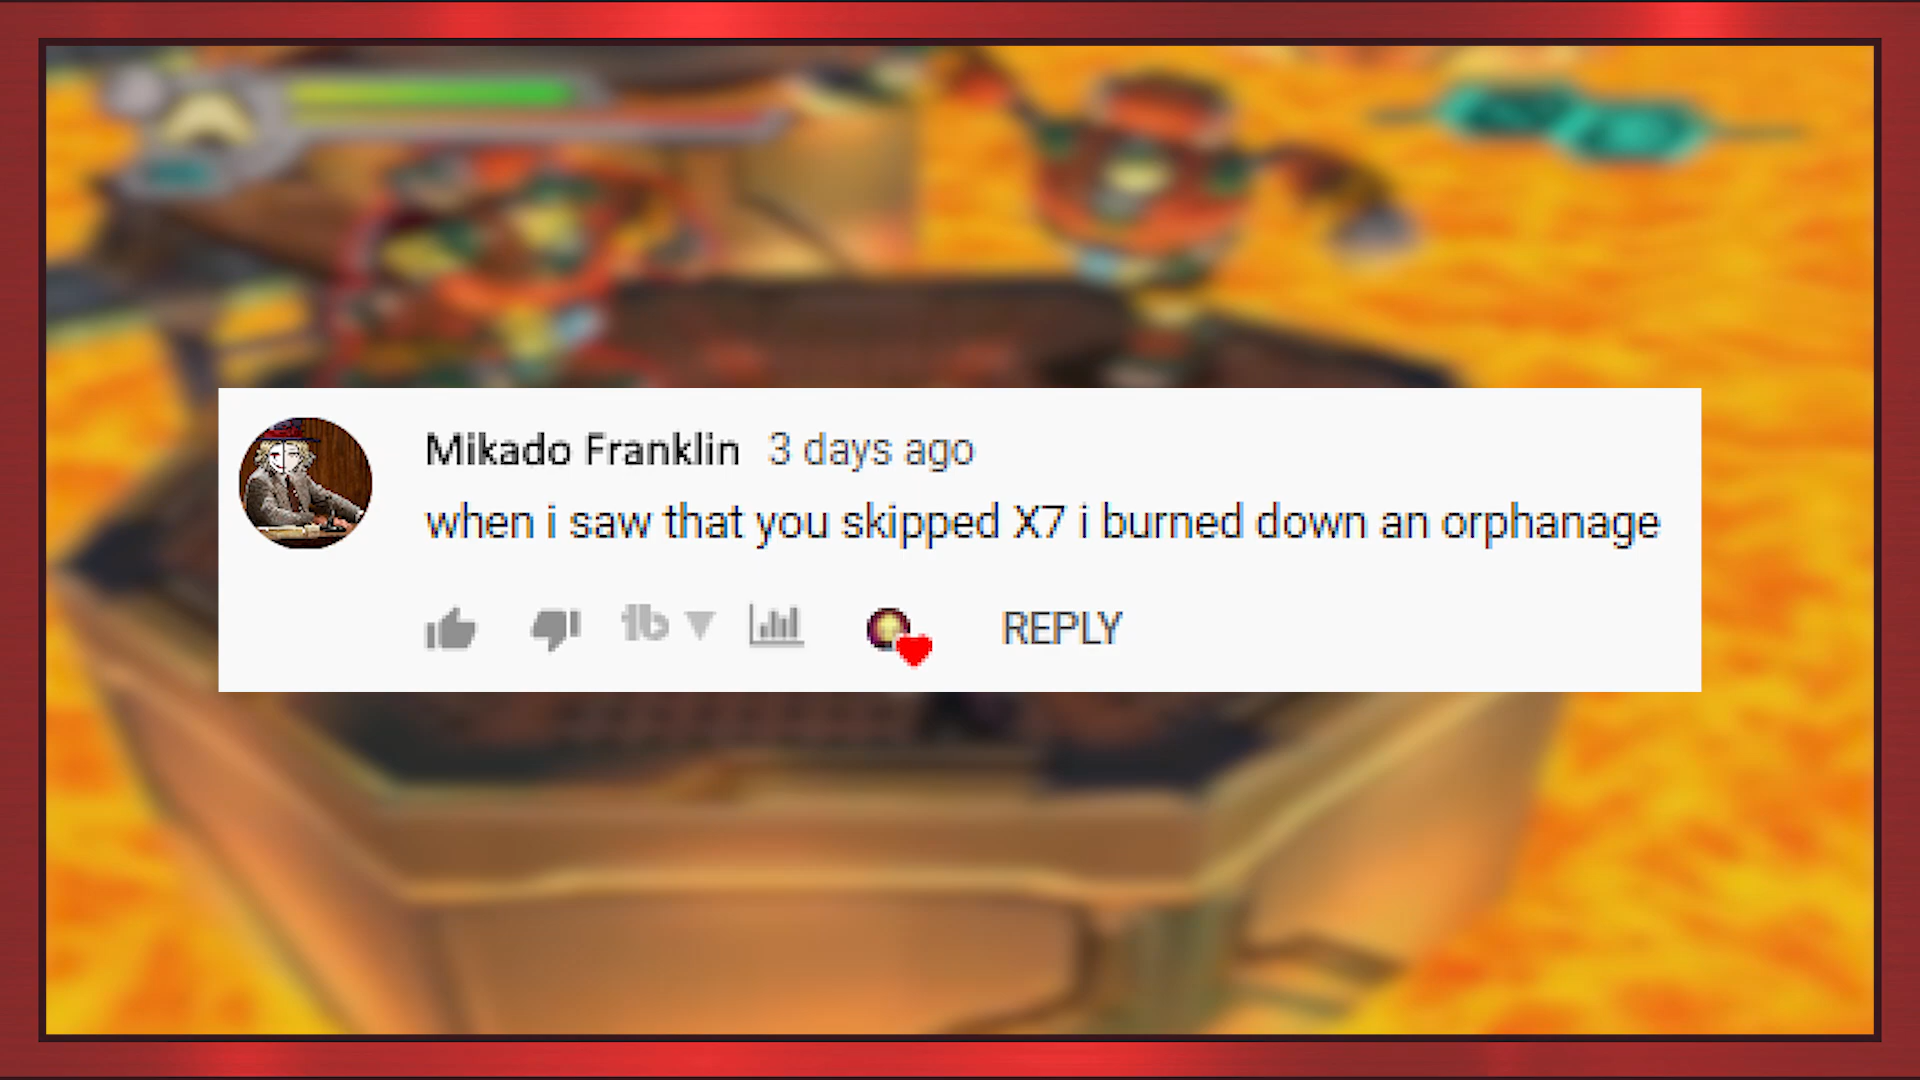 Mikado Franklin 3 days ago
when i saw that you skipped X7 i burned down an orphanage
REPLY